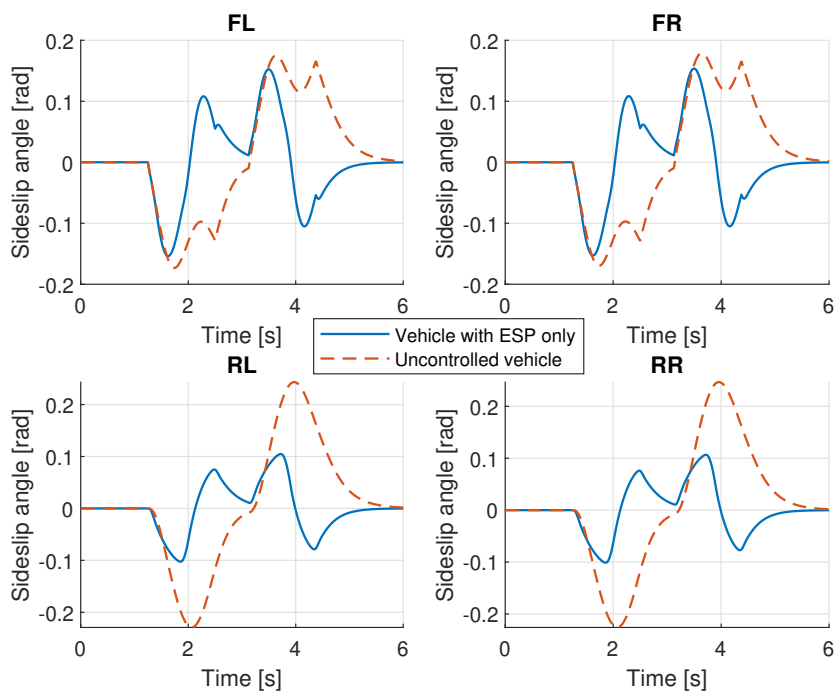 FL
FR
Sideslip angle [rad]
0.2
0.1
0
-0.1
-0.2
0 2 4 6
Time [s]
Sideslip angle [rad]
0.2
0.1
0
-0.1
-0.2
0 2 4 6
Time [s]
Vehicle with ESP only
Uncontrolled vehicle
RL
RR
Sideslip angle [rad]
0.2
0.1
0
-0.1
-0.2
0 2 4 6
Time [s]
Sideslip angle [rad]
0.2
0.1
0
-0.1
-0.2
0 2 4 6
Time [s]